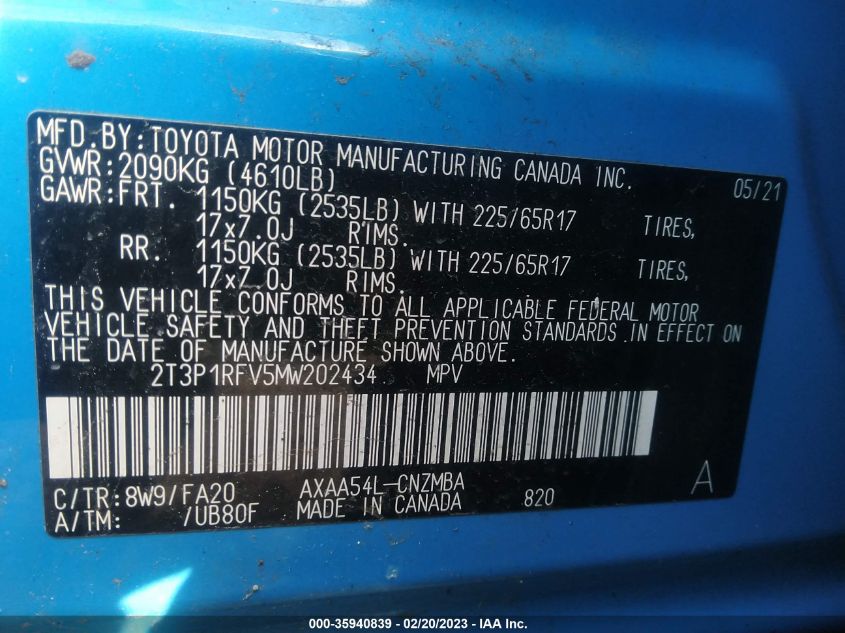 MFD.BY:TOYOTA MOTOR MANUFACTURING CANADA INC. 05/21
GVWR:2090KG (4610LB)
GAWR:FRT. 1150KG (2535LB) WITH 225/65R17 TIRES,
17x7.0J RIMS.
RR. 1150KG (2535LB) WITH 225/65R17 TIRES,
17x7.0J RIMS.
THIS VEHICLE CONFORMS TO ALL APPLICABLE FEDERAL MOTOR
VEHICLE SAFETY AND THEFT PREVENTION STANDARDS IN EFFECT ON
THE DATE OF MANUFACTURE SHOWN ABOVE.
2T3P1RFV5MW202434 MPV
C/TR:8W9/FA20 AXAA54L-CNZMBA 820 A
A/TM: /UB80F MADE IN CANADA
000-35940839 - 02/20/2023 - IAA Inc.